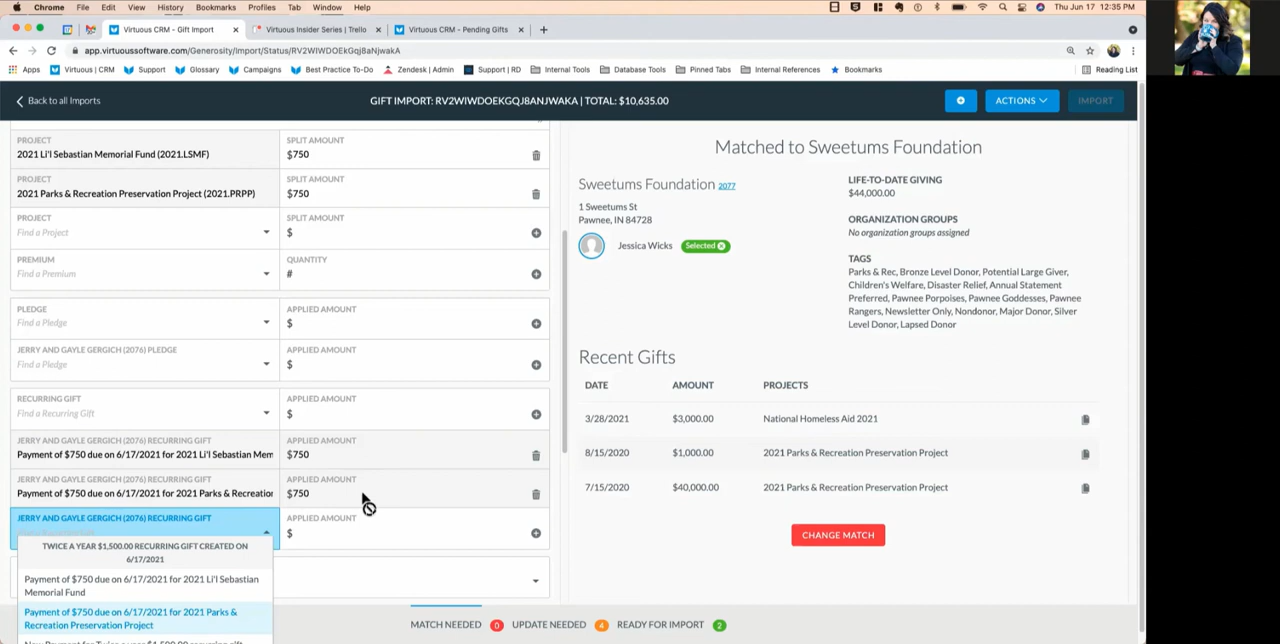 Chrome File Edit View History Bookmarks Profiles Tab Window Help Thu Jun 17 12:35 PM
Virtuous CRM - Gift Import × Virtuous Insider Series | Trello × Virtuous CRM - Pending Gifts × +
app.virtuoussoftware.com/Generosity/Import/Status/RV2WIWDOEkGqJ8aNjwakA
Apps Virtuous | CRM Support Glossary Campaigns Best Practice To-Do Zendesk | Admin Support | RD Internal Tools Database Tools Pinned Tabs Internal References Bookmarks Reading List
Back to all Imports GIFT IMPORT: RV2WIWDOEKGQJ8ANJWAKA | TOTAL: $10,635.00 ACTIONS IMPORT
PROJECT SPLIT AMOUNT
2021 Li'l Sebastian Memorial Fund (2021.LSMF) $750
PROJECT SPLIT AMOUNT
2021 Parks & Recreation Preservation Project (2021.PRPP) $750
PROJECT SPLIT AMOUNT
Find a Project $
PREMIUM QUANTITY
Find a Premium #
PLEDGE APPLIED AMOUNT
Find a Pledge $
JERRY AND GAYLE GERGICH (2076) PLEDGE APPLIED AMOUNT
Find a Pledge $
RECURRING GIFT APPLIED AMOUNT
Find a Recurring Gift $
JERRY AND GAYLE GERGICH (2076) RECURRING GIFT APPLIED AMOUNT
Payment of $750 due on 6/17/2021 for 2021 Li'l Sebastian Mem $750
JERRY AND GAYLE GERGICH (2076) RECURRING GIFT APPLIED AMOUNT
Payment of $750 due on 6/17/2021 for 2021 Parks & Recreation $750
JERRY AND GAYLE GERGICH (2076) RECURRING GIFT APPLIED AMOUNT
$
TWICE A YEAR $1,500.00 RECURRING GIFT CREATED ON
6/17/2021
Payment of $750 due on 6/17/2021 for 2021 Li'l Sebastian
Memorial Fund
Payment of $750 due on 6/17/2021 for 2021 Parks &
Recreation Preservation Project
New Payment for Twice a year $1,500.00 recurring gift
Matched to Sweetums Foundation
Sweetums Foundation 2077
1 Sweetums St
Pawnee, IN 84728
Jessica Wicks Selected
LIFE-TO-DATE GIVING
$44,000.00
ORGANIZATION GROUPS
No organization groups assigned
TAGS
Parks & Rec, Bronze Level Donor, Potential Large Giver,
Children's Welfare, Disaster Relief, Annual Statement
Preferred, Pawnee Porpoises, Pawnee Goddesses, Pawnee
Rangers, Newsletter Only, Nondonor, Major Donor, Silver
Level Donor, Lapsed Donor
Recent Gifts
DATE AMOUNT PROJECTS
3/28/2021 $3,000.00 National Homeless Aid 2021
8/15/2020 $1,000.00 2021 Parks & Recreation Preservation Project
7/15/2020 $40,000.00 2021 Parks & Recreation Preservation Project
CHANGE MATCH
MATCH NEEDED 0 UPDATE NEEDED 4 READY FOR IMPORT 2